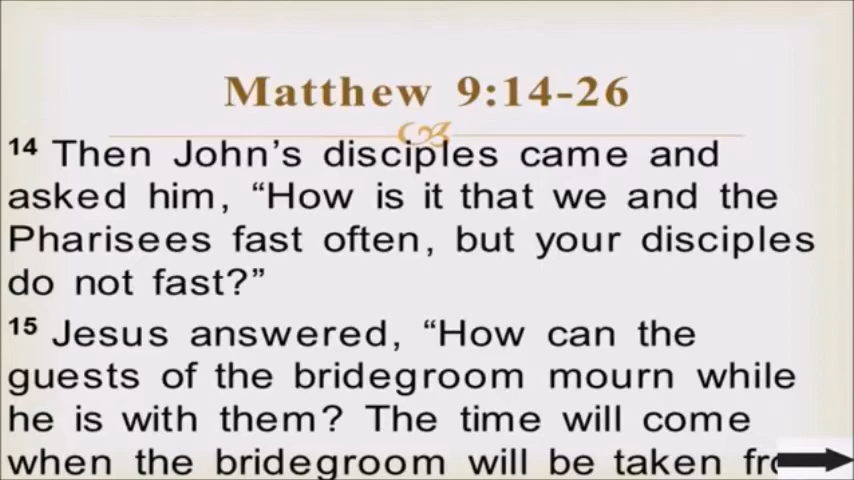 Matthew 9:14-26
14 Then John’s disciples came and
asked him, “How is it that we and the
Pharisees fast often, but your disciples
do not fast?”
15 Jesus answered, “How can the
guests of the bridegroom mourn while
he is with them? The time will come
when the bridegroom will be taken